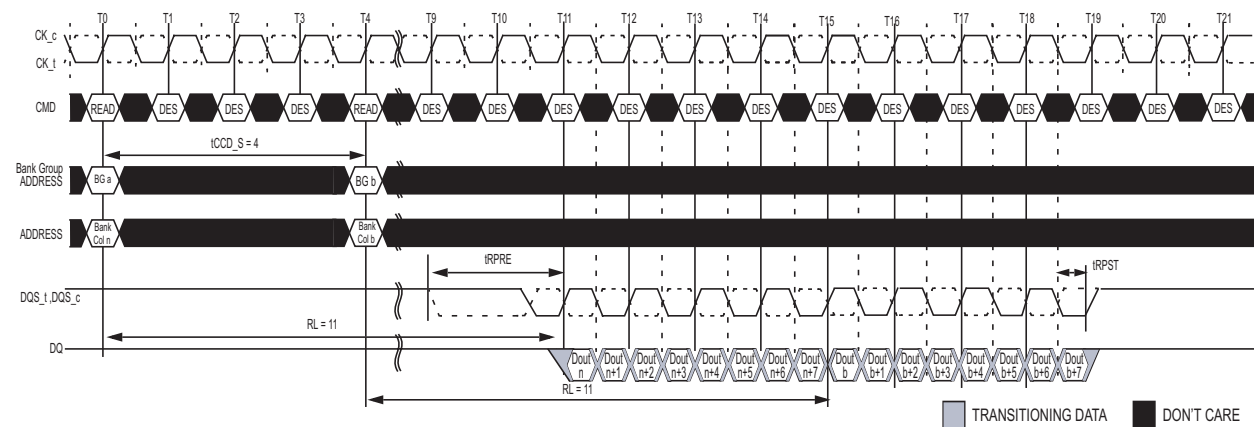 T0 T1 T2 T3 T4 T9 T10 T11 T12 T13 T14 T15 T16 T17 T18 T19 T20 T21
CK_c
CK_t
CMD READ DES DES DES READ DES DES DES DES DES DES DES DES DES DES DES DES DES
tCCD_S = 4
Bank Group
ADDRESS
BG a
BG b
ADDRESS
Bank
Col n
Bank
Col b
tRPRE
tRPST
DQS_t ,DQS_c
RL = 11
DQ
Dout Dout Dout Dout Dout Dout Dout Dout Dout Dout Dout Dout Dout Dout Dout Dout
n n+1 n+2 n+3 n+4 n+5 n+6 n+7 b b+1 b+2 b+3 b+4 b+5 b+6 b+7
RL = 11
TRANSITIONING DATA
DON'T CARE